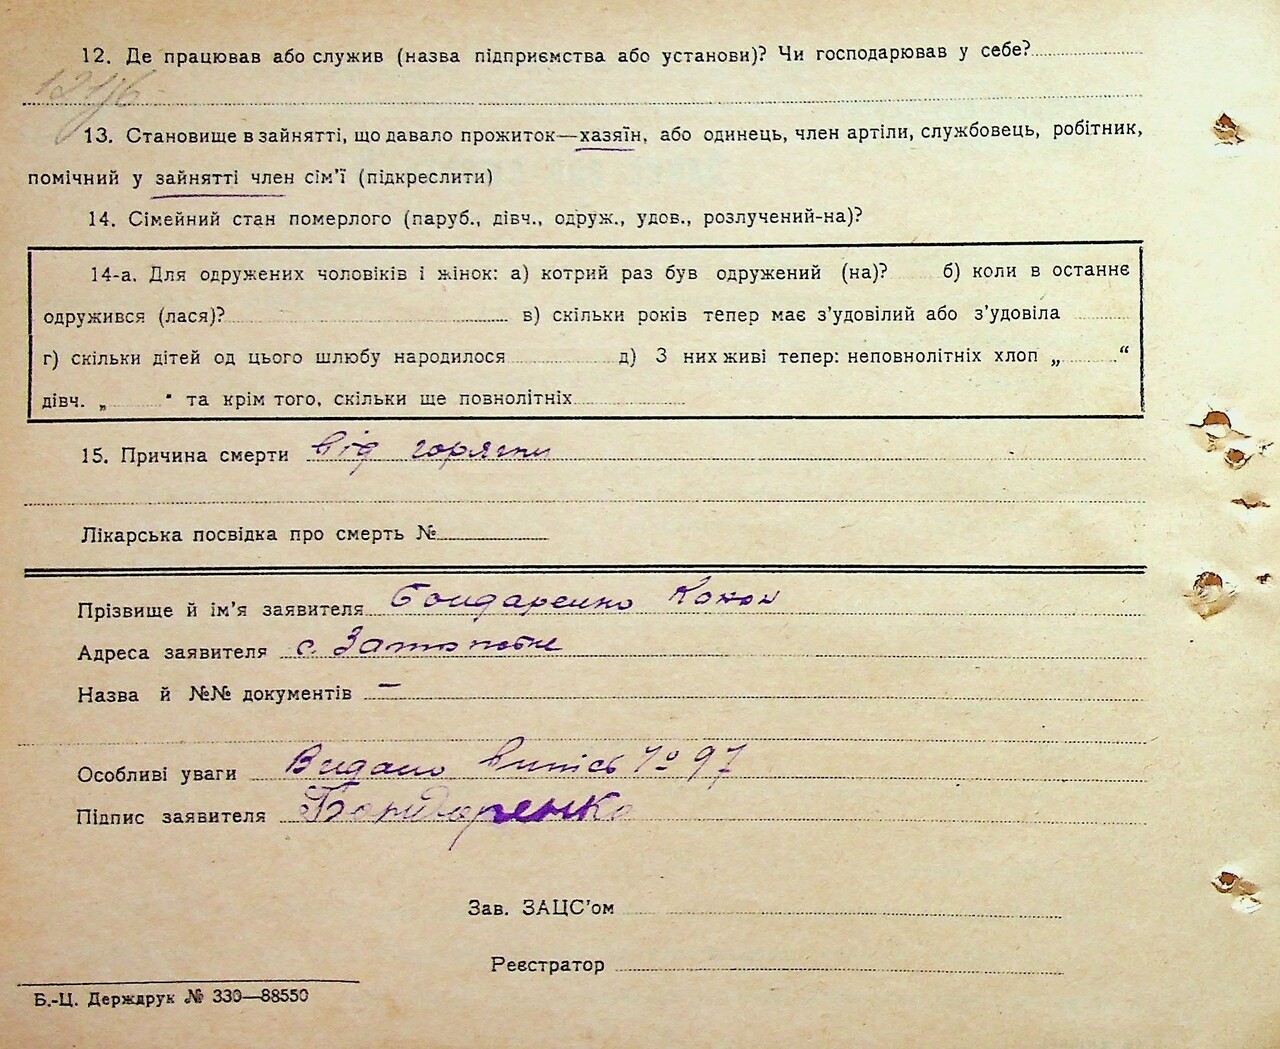 12. Де працював або служив (назва підприємства або установи)? Чи господарював у себе?
13. Становище в зайнятті, що давало прожиток—хазяїн, або одинець, член артіли, службовець, робітник,
помічний у зайнятті член сім'ї (підкреслити)
14. Сімейний стан померлого (паруб., дівч., одруж., удов., розлучений-на)?
14-а. Для одружених чоловіків і жінок: а) котрий раз був одружений (на)? б) коли в останнє
одружився (лася)? в) скільки років тепер має з'удовілий або з'удовіла
г) скільки дітей од цього шлюбу народилося д) З них живі тепер: неповнолітніх хлоп „ “
дівч. „ " та крім того, скільки ще повнолітніх
15. Причина смерти від горячки
Лікарська посвідка про смерть №
Прізвище й ім'я заявителя Бондаренко Конон
Адреса заявителя с.
Назва й №№ документів —
Особливі уваги Видано випись № 97
Підпис заявителя Бондаренко
Зав. ЗАЦС'ом
Реєстратор
Б.-Ц. Держдрук № 330—88550